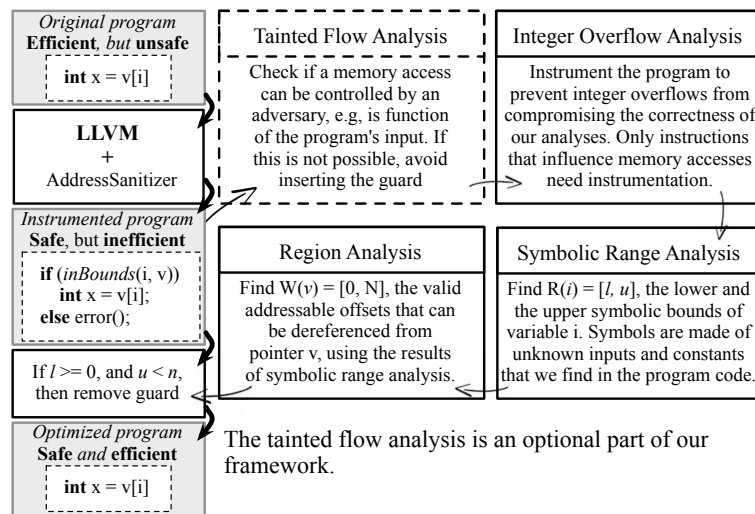 Original program
Efficient, but unsafe
int x = v[i]
LLVM
+
AddressSanitizer
Instrumented program
Safe, but inefficient
if (inBounds(i, v))
int x = v[i];
else error();
If l >= 0, and u < n,
then remove guard
Optimized program
Safe and efficient
int x = v[i]
Tainted Flow Analysis
Check if a memory access
can be controlled by an
adversary, e.g, is function
of the program's input. If
this is not possible, avoid
inserting the guard
Integer Overflow Analysis
Instrument the program to
prevent integer overflows from
compromising the correctness of
our analyses. Only instructions
that influence memory accesses
need instrumentation.
Region Analysis
Find W(v) = [0, N], the valid
addressable offsets that can
be dereferenced from
pointer v, using the results
of symbolic range analysis.
Symbolic Range Analysis
Find R(i) = [l, u], the lower and
the upper symbolic bounds of
variable i. Symbols are made of
unknown inputs and constants
that we find in the program code.
The tainted flow analysis is an optional part of our
framework.